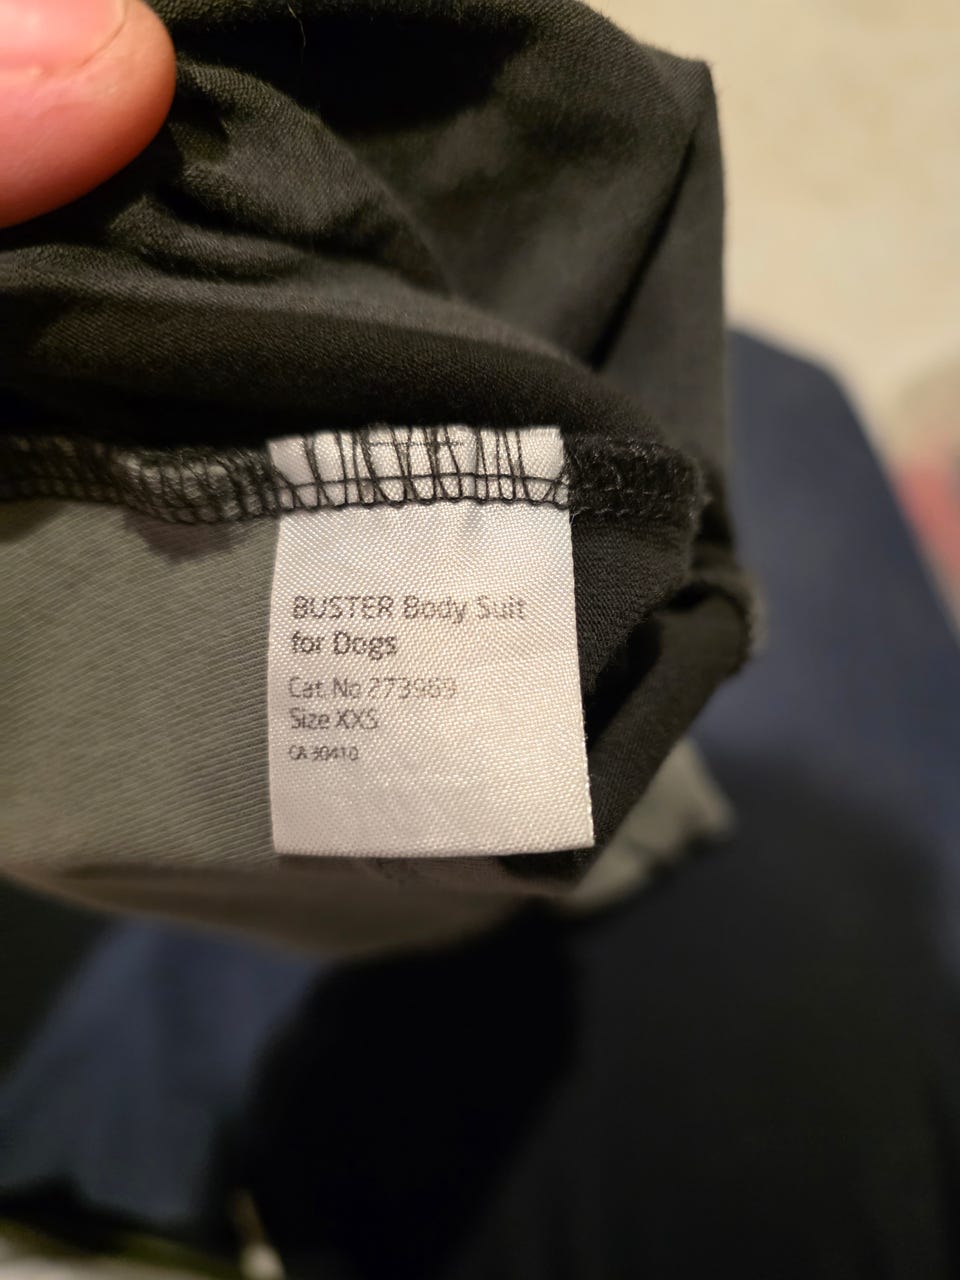 BUSTER Body Suit
for Dogs
Cat. No 273969
Size XXS
CA 30410